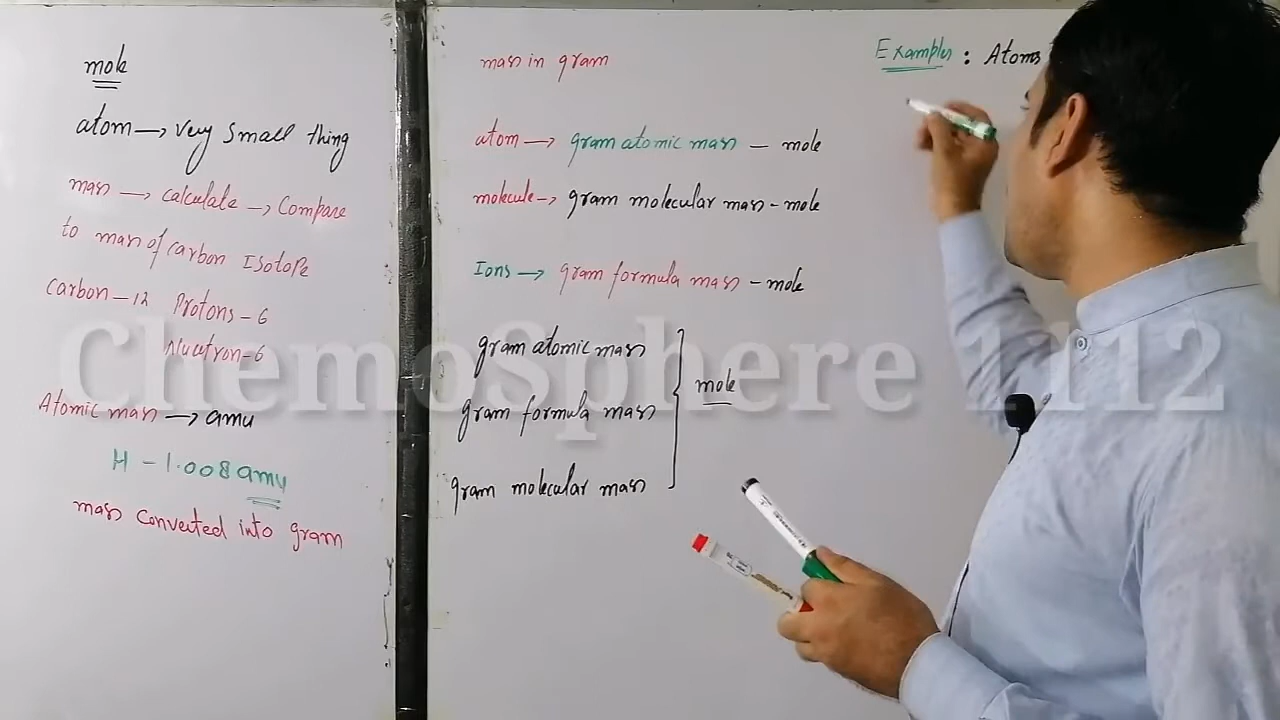 mole
atom → Very Small thing
mass → Calculate → Compare
to mass of carbon Isotope
Carbon-12 Protons-6
Nuetron-6
Atomic mass → amu
H - 1.008 amu
mass Converted into gram
mass in gram
atom → gram atomic mass - mole
molecule → gram molecular mass - mole
Ions → gram formula mass - mole
gram atomic mass
gram formula mass
gram molecular mass
mole
Examples : Atoms
ChemoSphere 1112